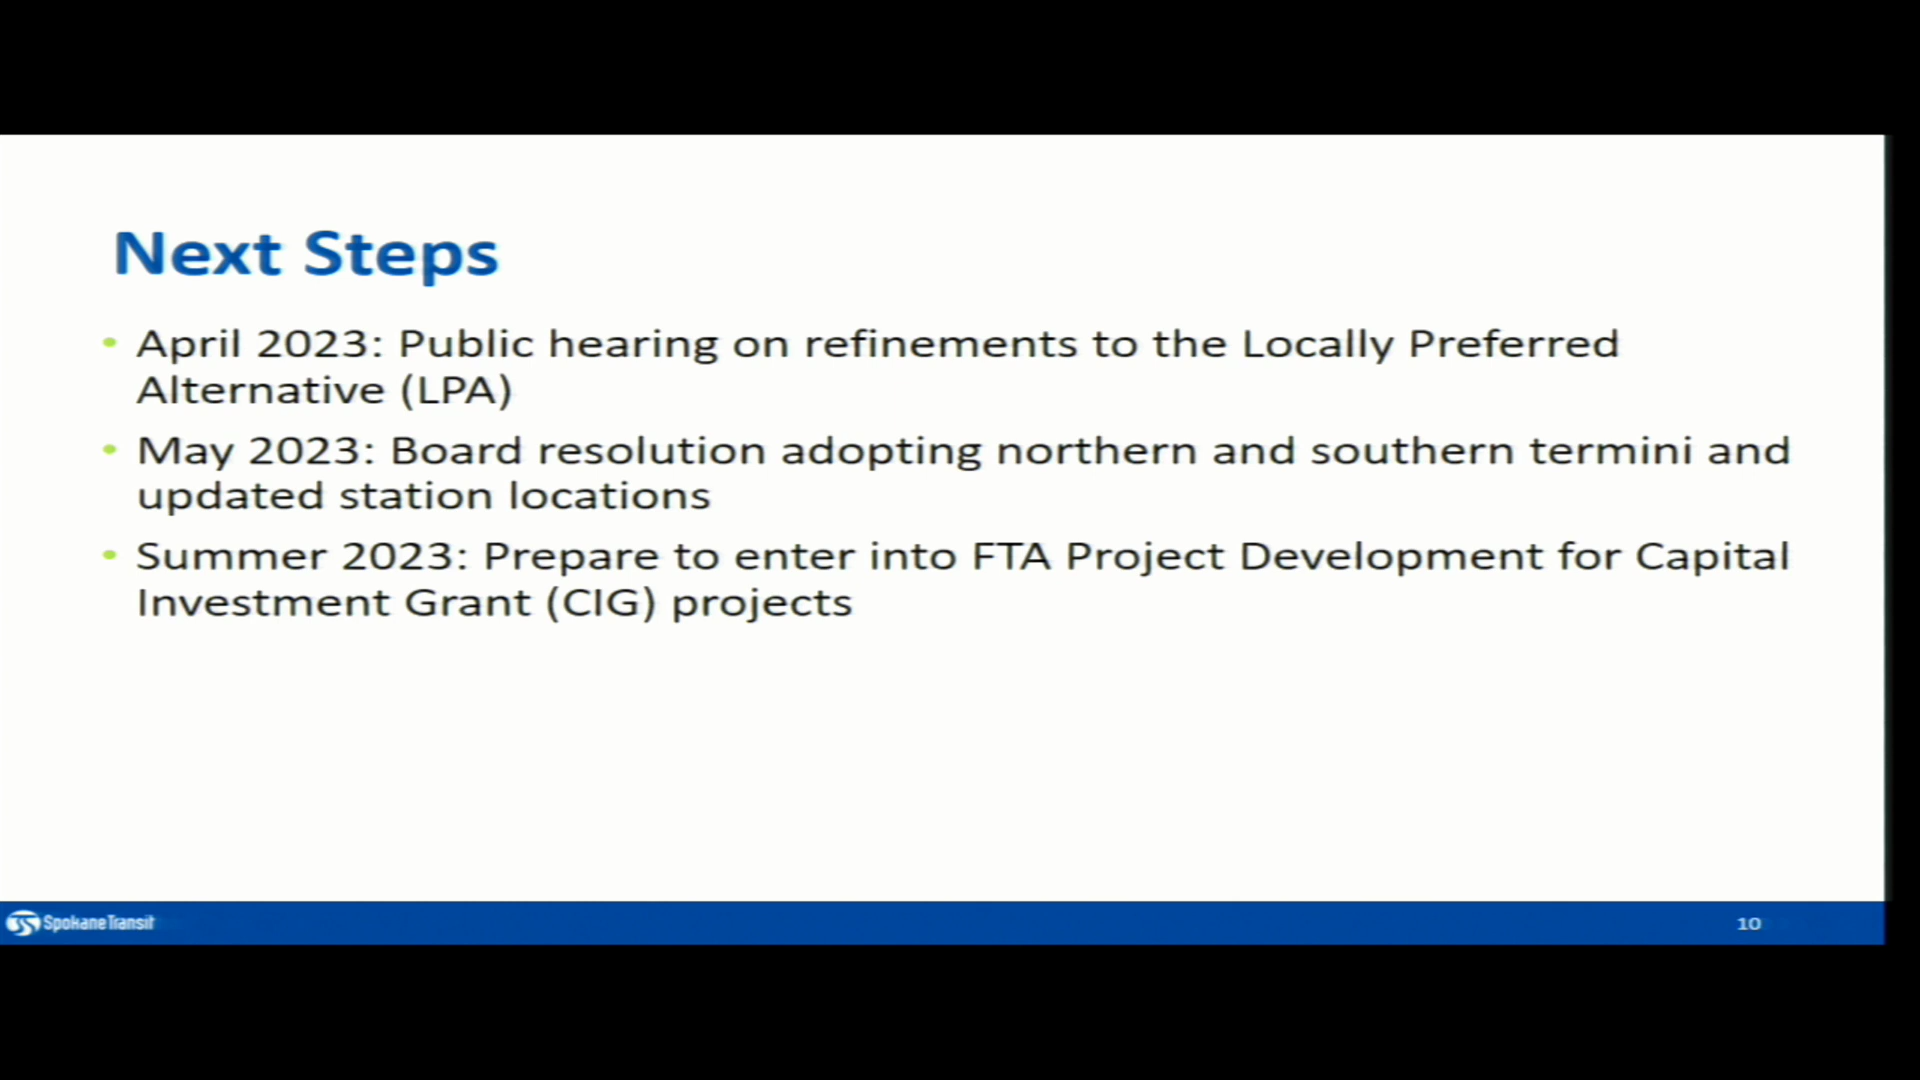 Next Steps
• April 2023: Public hearing on refinements to the Locally Preferred
Alternative (LPA)
• May 2023: Board resolution adopting northern and southern termini and
updated station locations
• Summer 2023: Prepare to enter into FTA Project Development for Capital
Investment Grant (CIG) projects
SpokaneTransit
10